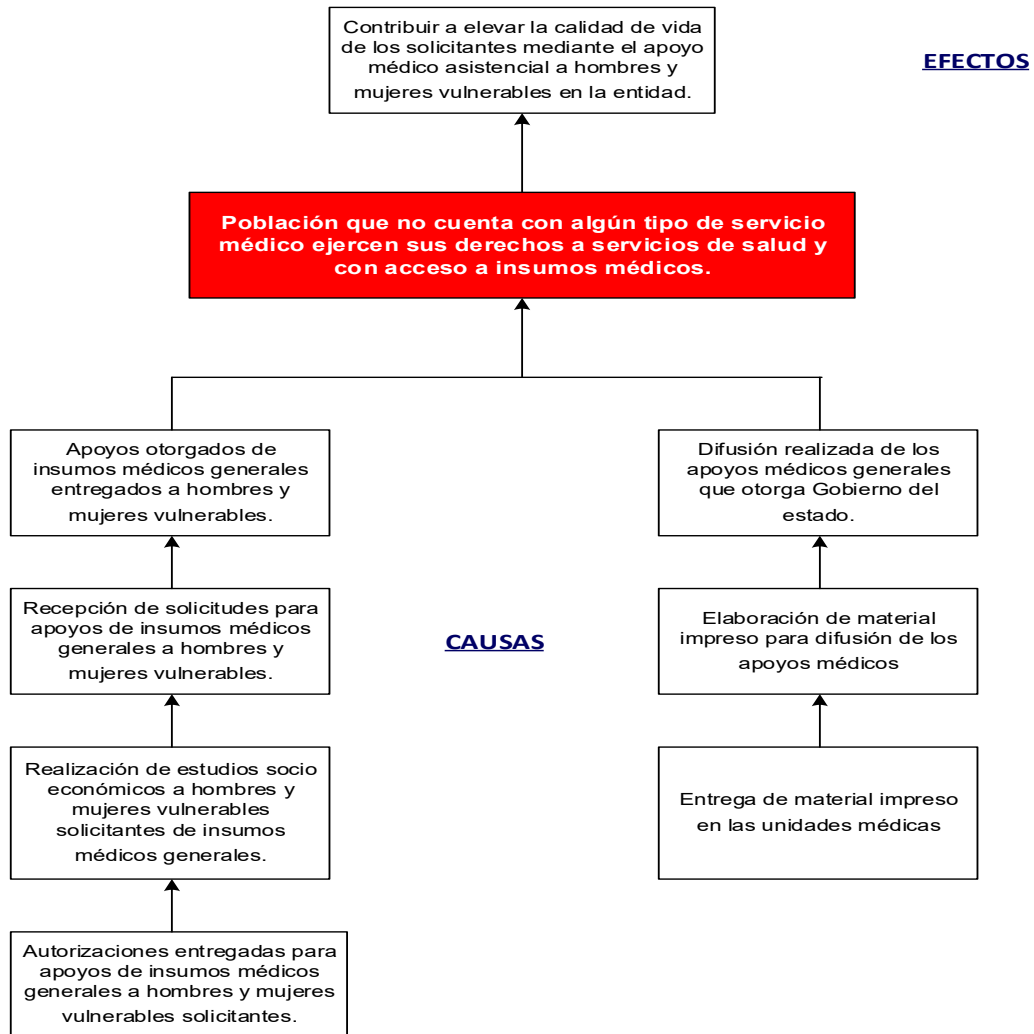 Contribuir a elevar la calidad de vida
de los solicitantes mediante el apoyo
médico asistencial a hombres y
mujeres vulnerables en la entidad.
EFECTOS
Población que no cuenta con algún tipo de servicio
médico ejercen sus derechos a servicios de salud y
con acceso a insumos médicos.
Apoyos otorgados de
insumos médicos generales
entregados a hombres y
mujeres vulnerables.
Difusión realizada de los
apoyos médicos generales
que otorga Gobierno del
estado.
Recepción de solicitudes para
apoyos de insumos médicos
generales a hombres y
mujeres vulnerables.
CAUSAS
Elaboración de material
impreso para difusión de los
apoyos médicos
Realización de estudios socio
económicos a hombres y
mujeres vulnerables
solicitantes de insumos
médicos generales.
Entrega de material impreso
en las unidades médicas
Autorizaciones entregadas para
apoyos de insumos médicos
generales a hombres y mujeres
vulnerables solicitantes.